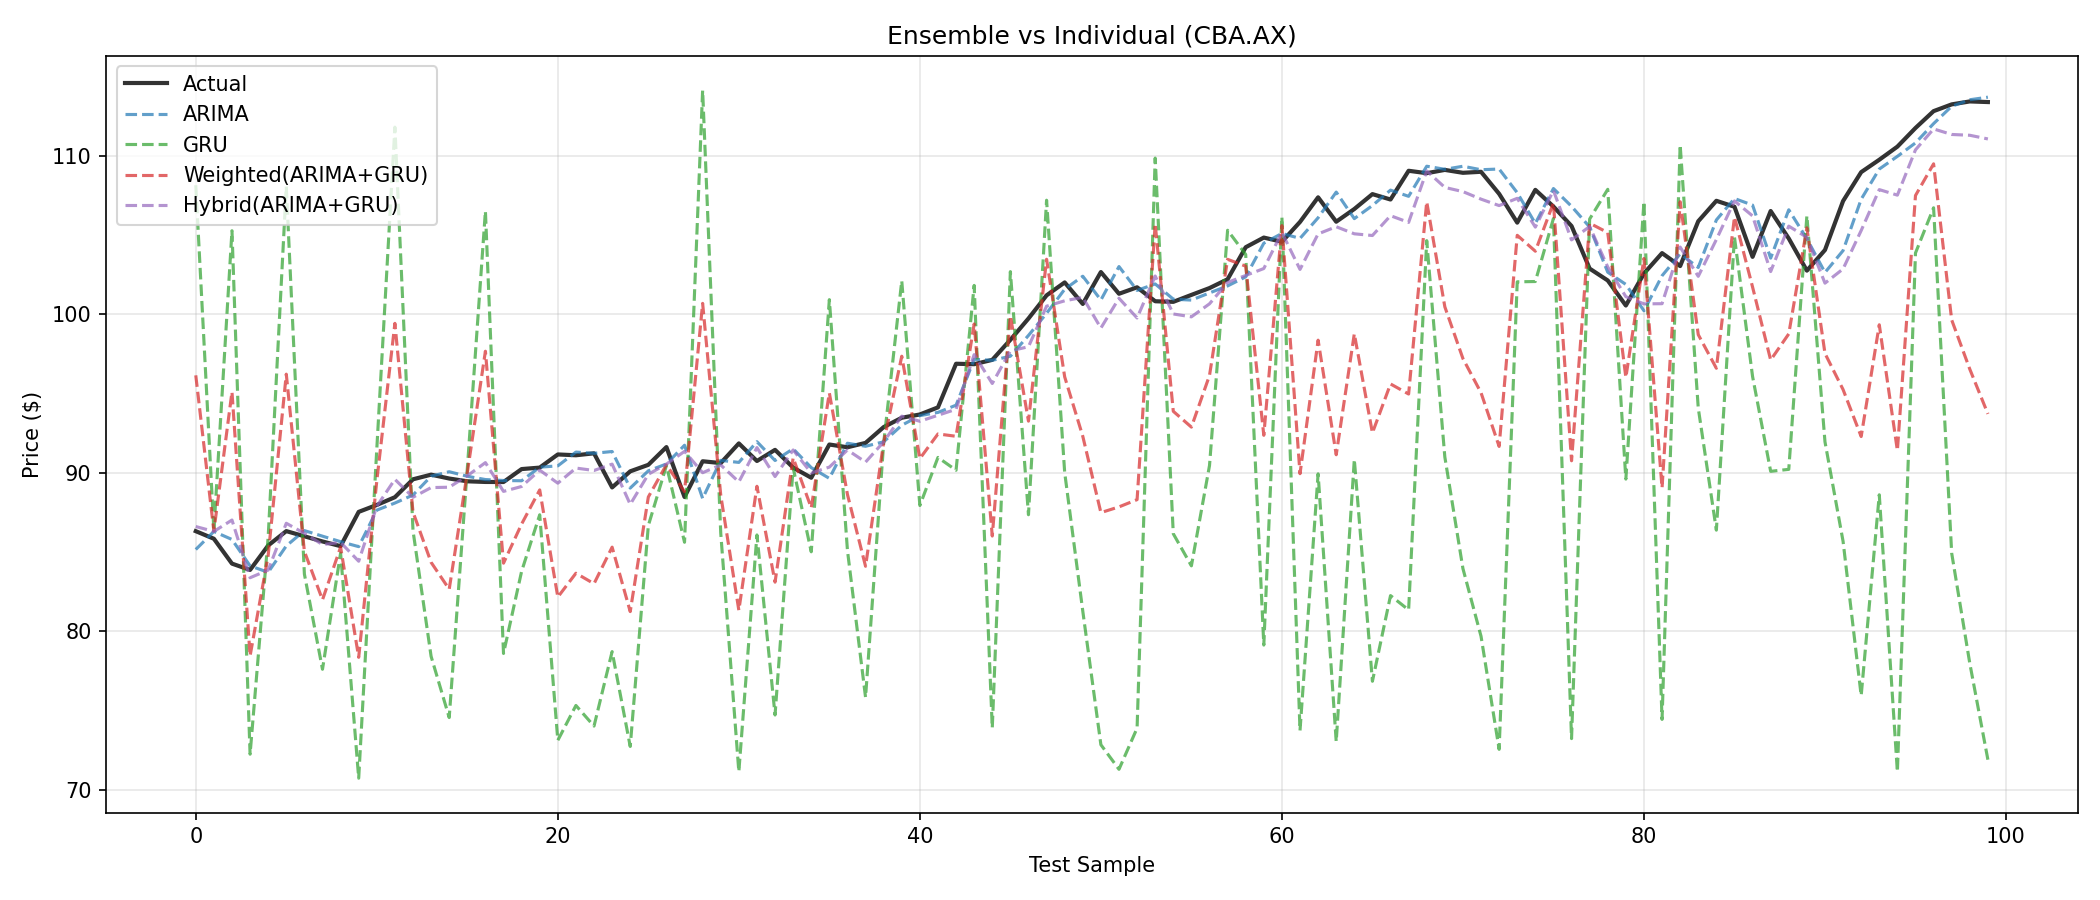 Ensemble vs Individual (CBA.AX)
Actual
ARIMA
GRU
Weighted(ARIMA+GRU)
Hybrid(ARIMA+GRU)
Price ($)
110
100
90
80
70
0 20 40 60 80 100
Test Sample